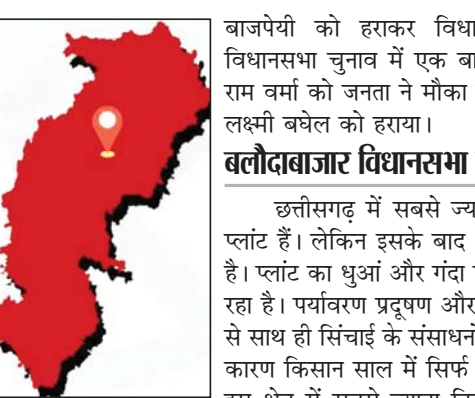 बाजपेयी को हराकर विधा
विधानसभा चुनाव में एक बा
राम वर्मा को जनता ने मौका
लक्ष्मी बघेल को हराया।
बलौदाबाजार विधानसभा
छत्तीसगढ़ में सबसे ज्य
प्लांट हैं। लेकिन इसके बाद
है। प्लांट का धुआं और गंदा
रहा है। पर्यावरण प्रदूषण और
से साथ ही सिंचाई के संसाधनो
कारण किसान साल में सिर्फ